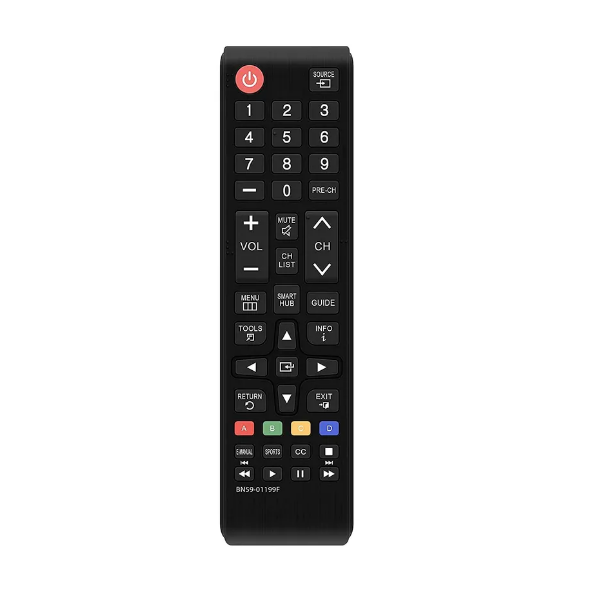 SOURCE
1 2 3
4 5 6
7 8 9
- 0 PRE-CH
+ MUTE
VOL CH
CH
LIST
-
MENU SMART
HUB GUIDE
TOOLS INFO
i
RETURN EXIT
A B C D
E-MANUAL SPORTS CC
BN59-01199F